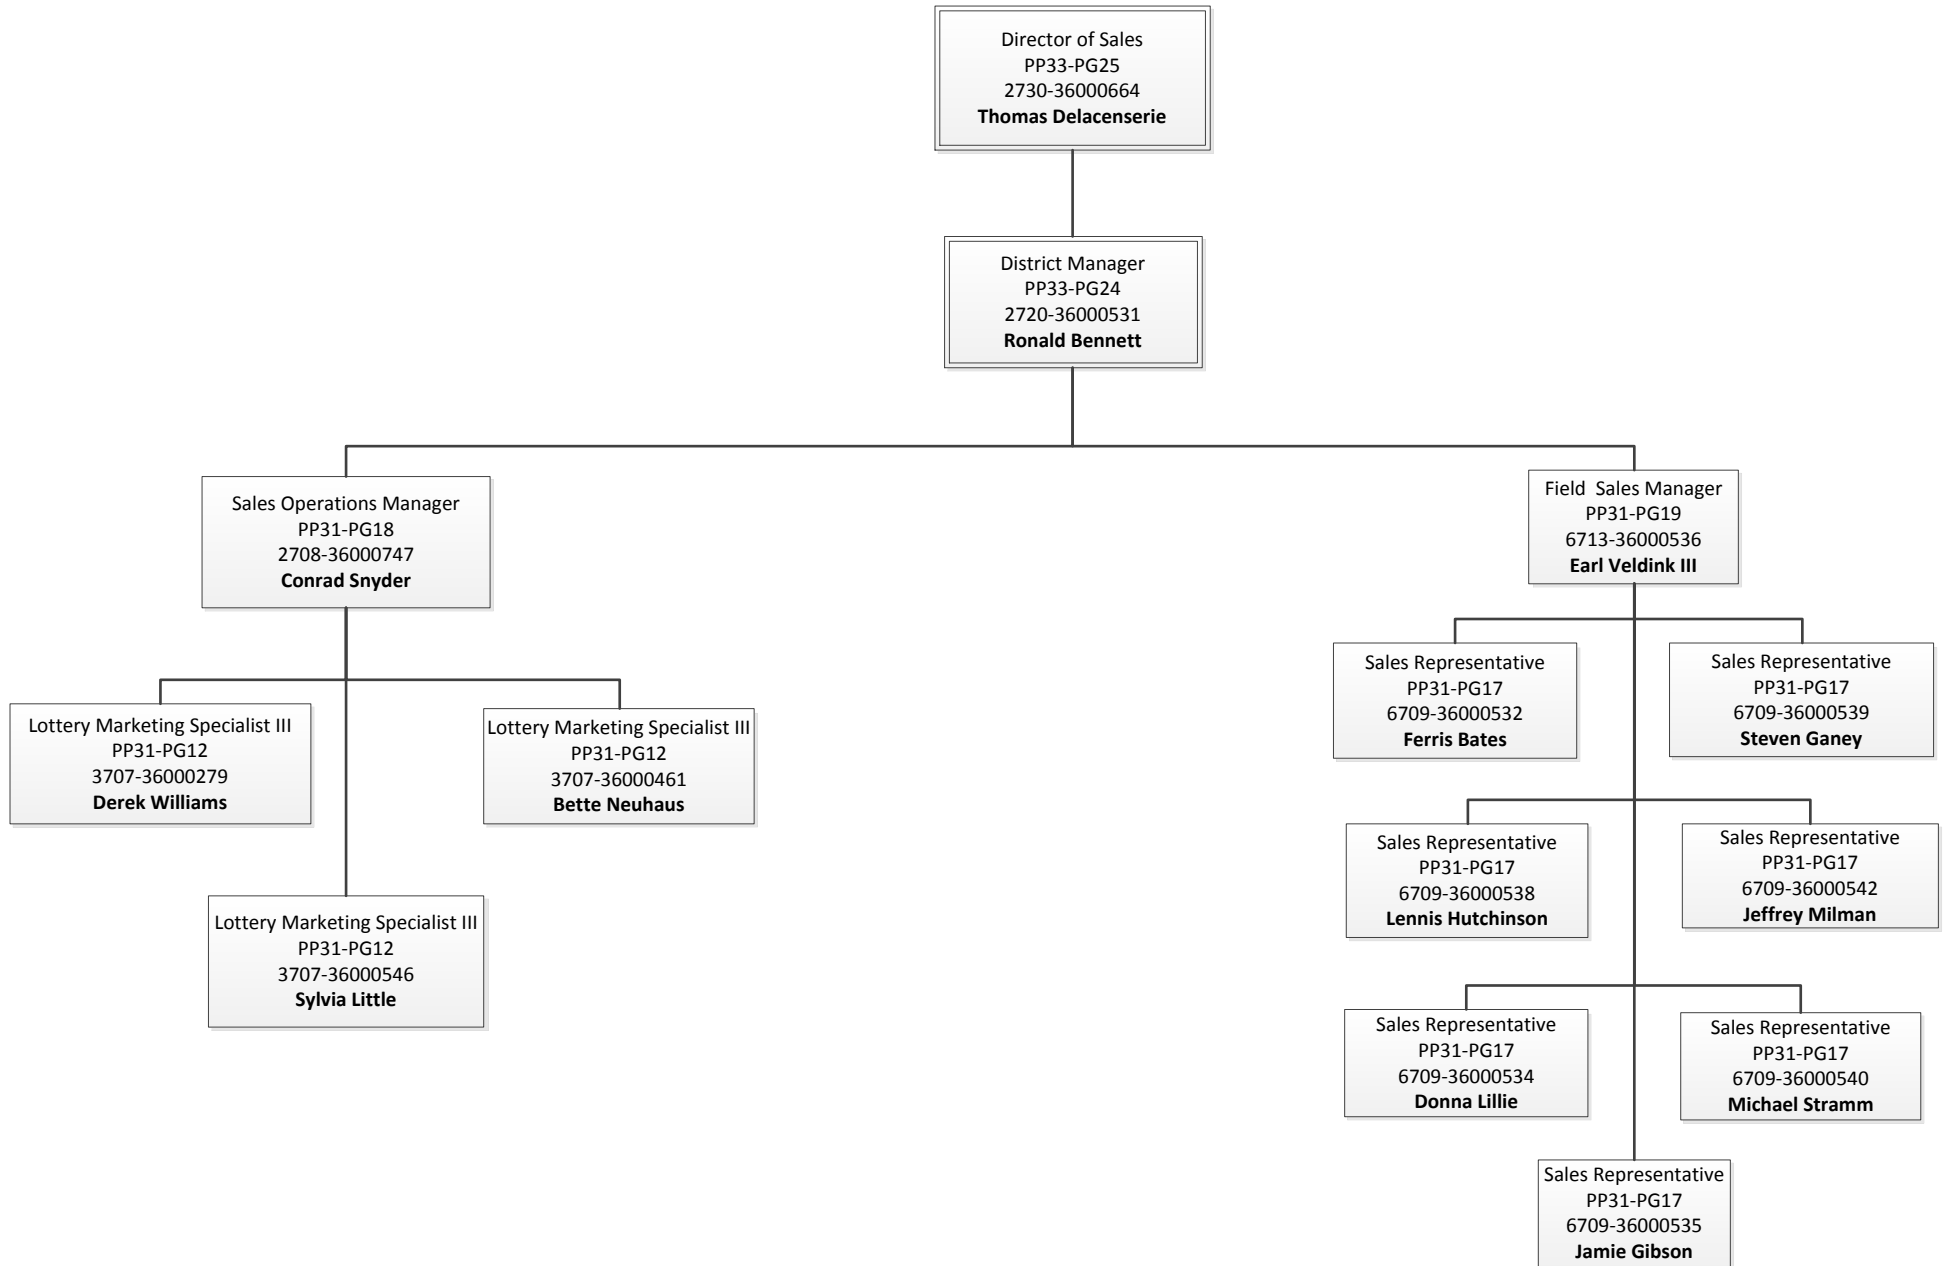 Director of Sales
PP33-PG25
2730-36000664
Thomas Delacenserie
District Manager
PP33-PG24
2720-36000531
Ronald Bennett
Sales Operations Manager
PP31-PG18
2708-36000747
Conrad Snyder
Field  Sales Manager
PP31-PG19
6713-36000536
Earl Veldink III
Lottery Marketing Specialist III
PP31-PG12
3707-36000279
Derek Williams
Lottery Marketing Specialist III
PP31-PG12
3707-36000461
Bette Neuhaus
Lottery Marketing Specialist III
PP31-PG12
3707-36000546
Sylvia Little
Sales Representative
PP31-PG17
6709-36000532
Ferris Bates
Sales Representative
PP31-PG17
6709-36000539
Steven Ganey
Sales Representative
PP31-PG17
6709-36000538
Lennis Hutchinson
Sales Representative
PP31-PG17
6709-36000542
Jeffrey Milman
Sales Representative
PP31-PG17
6709-36000534
Donna Lillie
Sales Representative
PP31-PG17
6709-36000540
Michael Stramm
Sales Representative
PP31-PG17
6709-36000535
Jamie Gibson